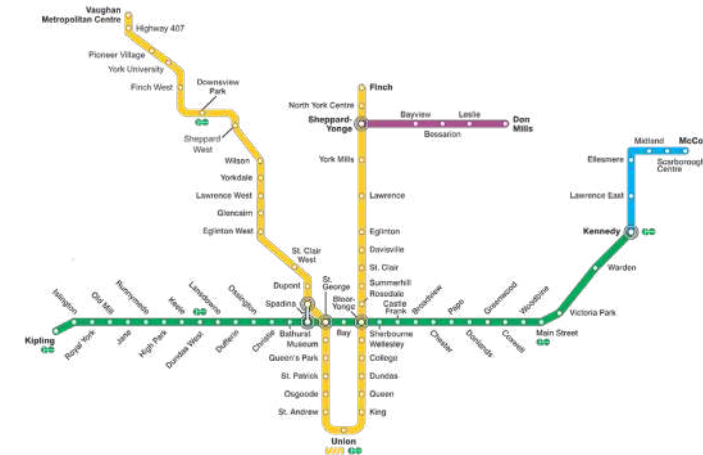 Vaughan
Metropolitan Centre
Highway 407
Pioneer Village
York University
Finch West
Downsview
Park
Sheppard
West
Wilson
Yorkdale
Lawrence West
Glencairn
Eglinton West
St. Clair
West
Dupont
Spadina
St.
George
Finch
North York Centre
Sheppard-
Yonge
Bayview
Leslie
Bessarion
Don
Mills
York Mills
Lawrence
Eglinton
Davisville
St. Clair
Summerhill
Rosedale
Bloor-
Yonge
Castle
Frank
Midland
McCo
Ellesmere
Scarborough
Centre
Lawrence East
Kennedy
Warden
Victoria Park
Main Street
Woodbine
Coxwell
Greenwood
Donlands
Pape
Chester
Broadview
Sherbourne
Bay
Bathurst
Christie
Ossington
Dufferin
Lansdowne
Dundas West
Keele
High Park
Runnymede
Jane
Old Mill
Royal York
Islington
Kipling
Museum
Queen's Park
St. Patrick
Osgoode
St. Andrew
Wellesley
College
Dundas
Queen
King
Union